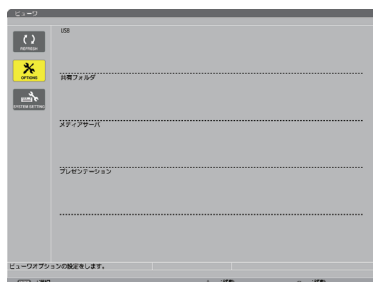 ビューワ
USB
REFRESH
OPTIONS
共有フォルダ
SYSTEM SETTING
メディアサーバ
プレゼンテーション
ビューワオプションの設定をします。